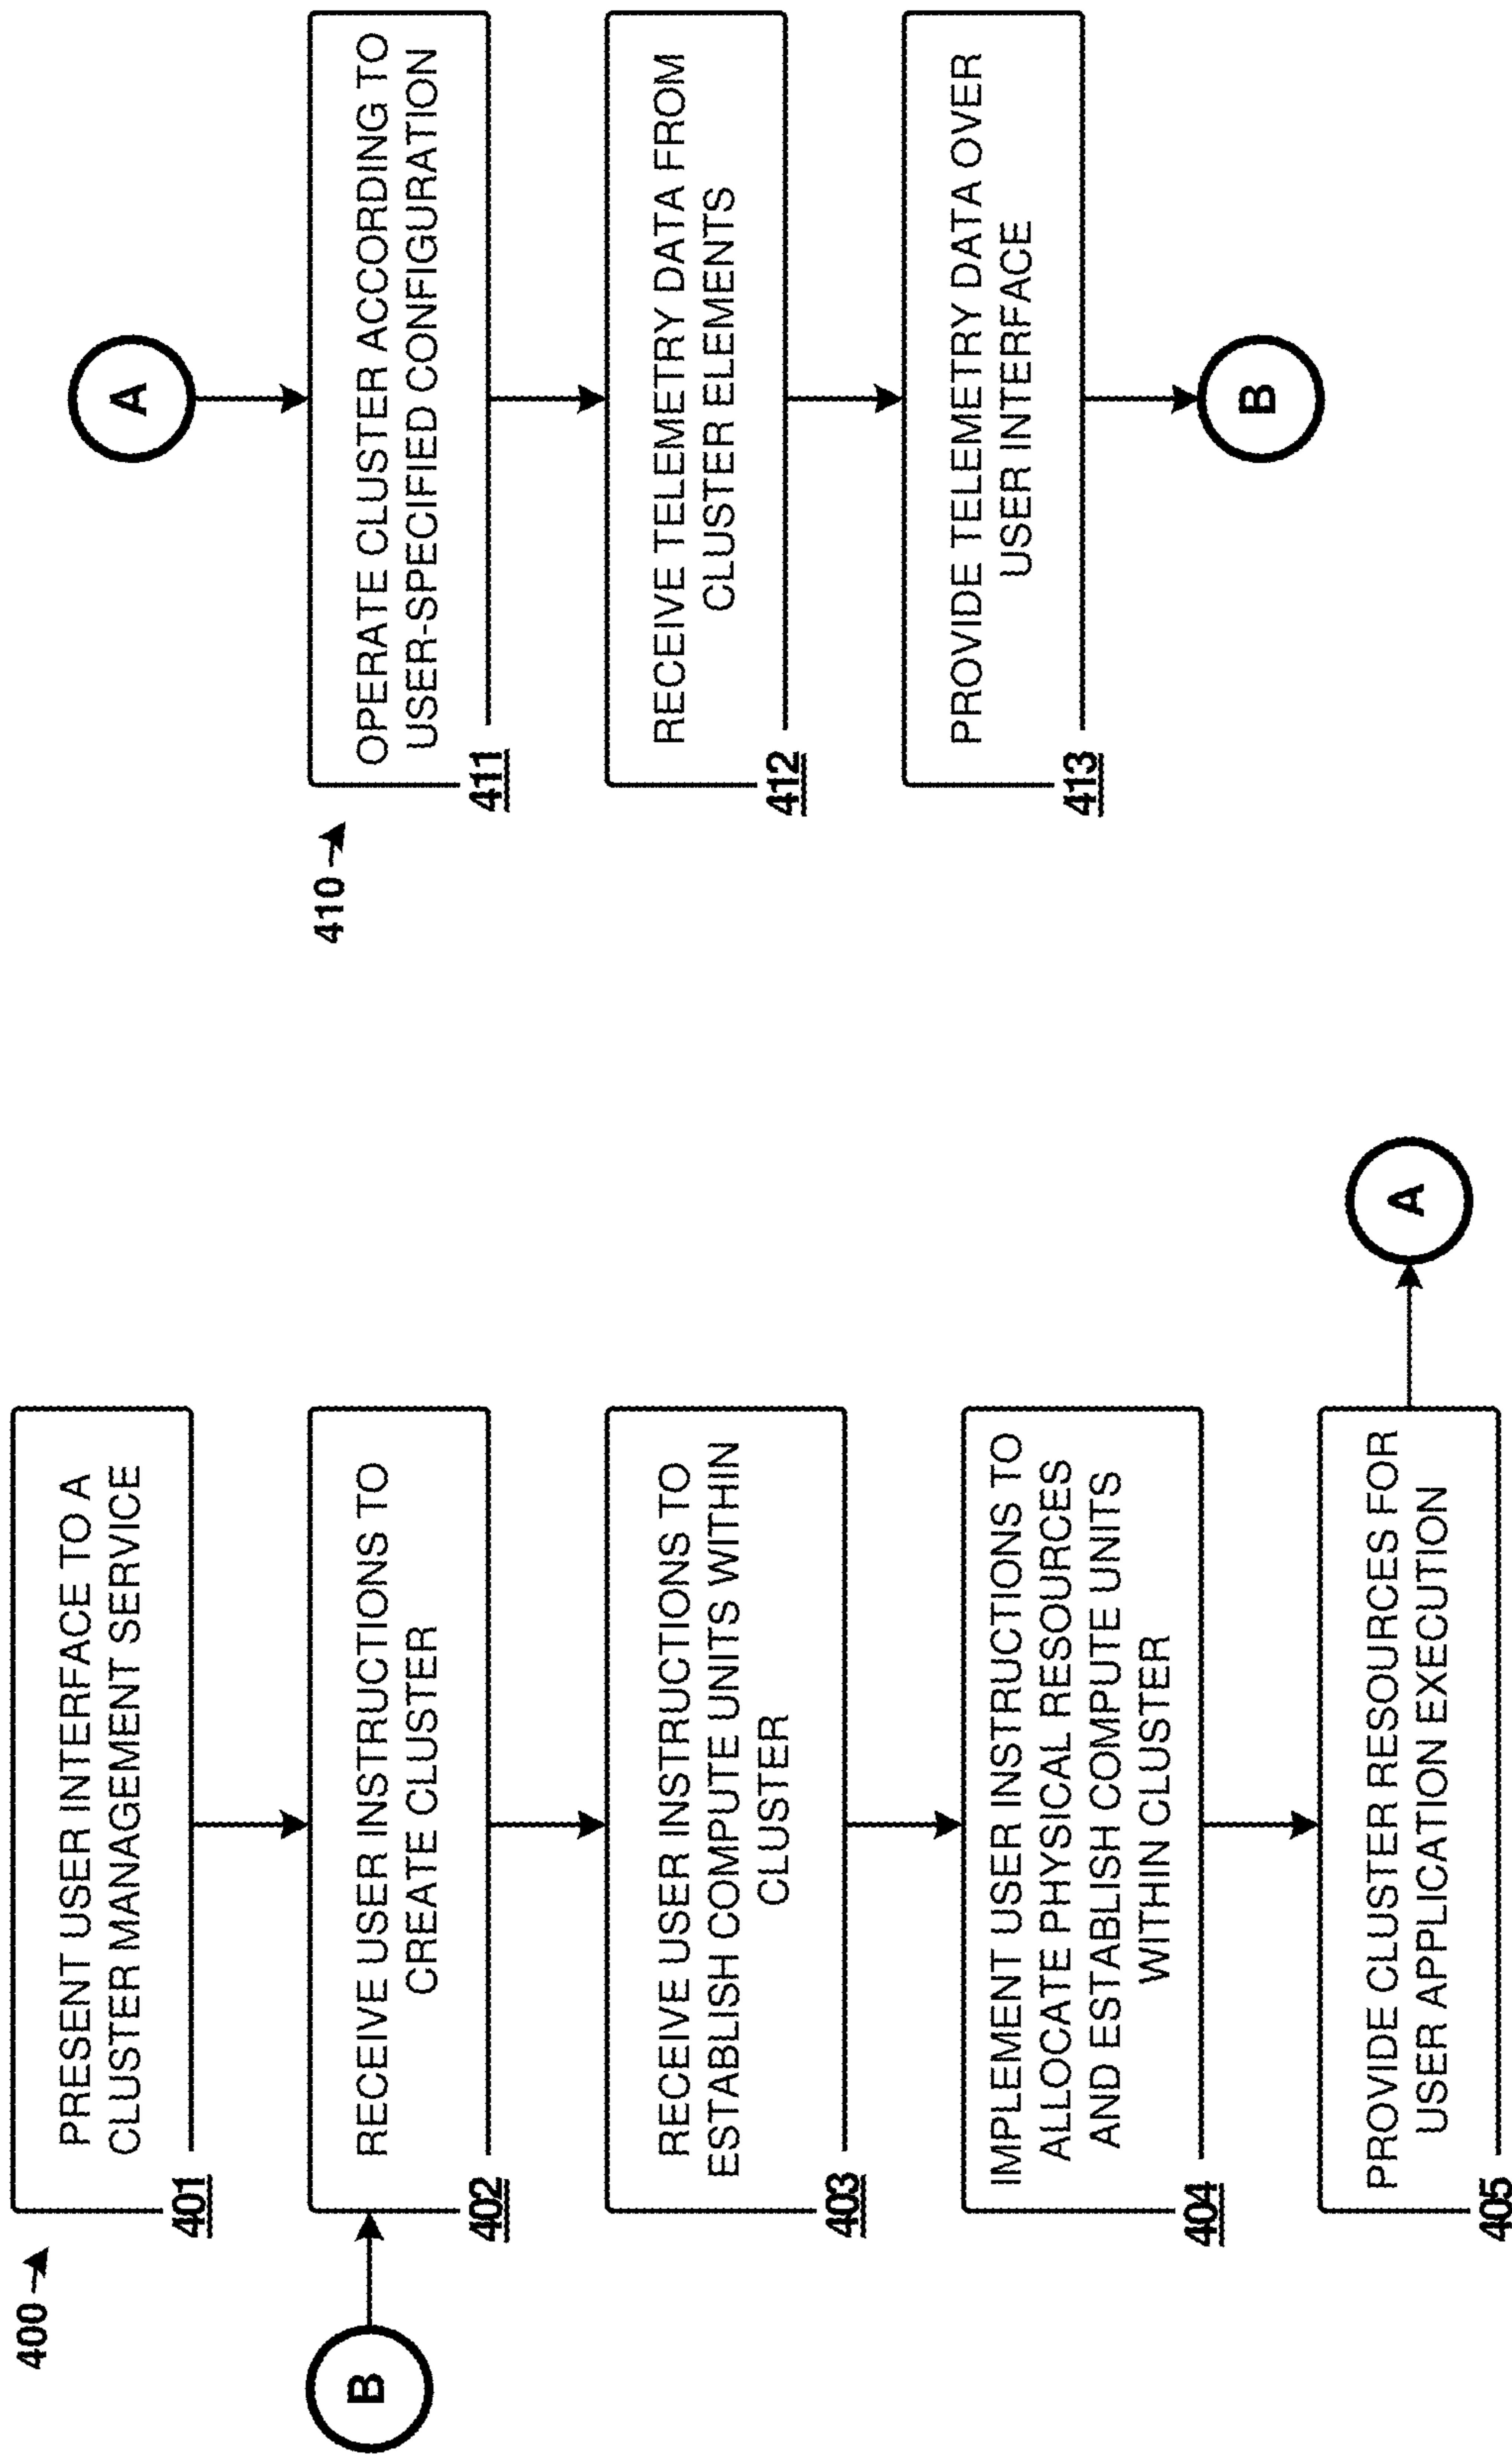 400
PRESENT USER INTERFACE TO A
CLUSTER MANAGEMENT SERVICE
401
B
RECEIVE USER INSTRUCTIONS TO
CREATE CLUSTER
402
RECEIVE USER INSTRUCTIONS TO
ESTABLISH COMPUTE UNITS WITHIN
CLUSTER
403
IMPLEMENT USER INSTRUCTIONS TO
ALLOCATE PHYSICAL RESOURCES
AND ESTABLISH COMPUTE UNITS
WITHIN CLUSTER
404
PROVIDE CLUSTER RESOURCES FOR
USER APPLICATION EXECUTION
405
A
A
410
OPERATE CLUSTER ACCORDING TO
USER-SPECIFIED CONFIGURATION
411
RECEIVE TELEMETRY DATA FROM
CLUSTER ELEMENTS
412
PROVIDE TELEMETRY DATA OVER
USER INTERFACE
413
B